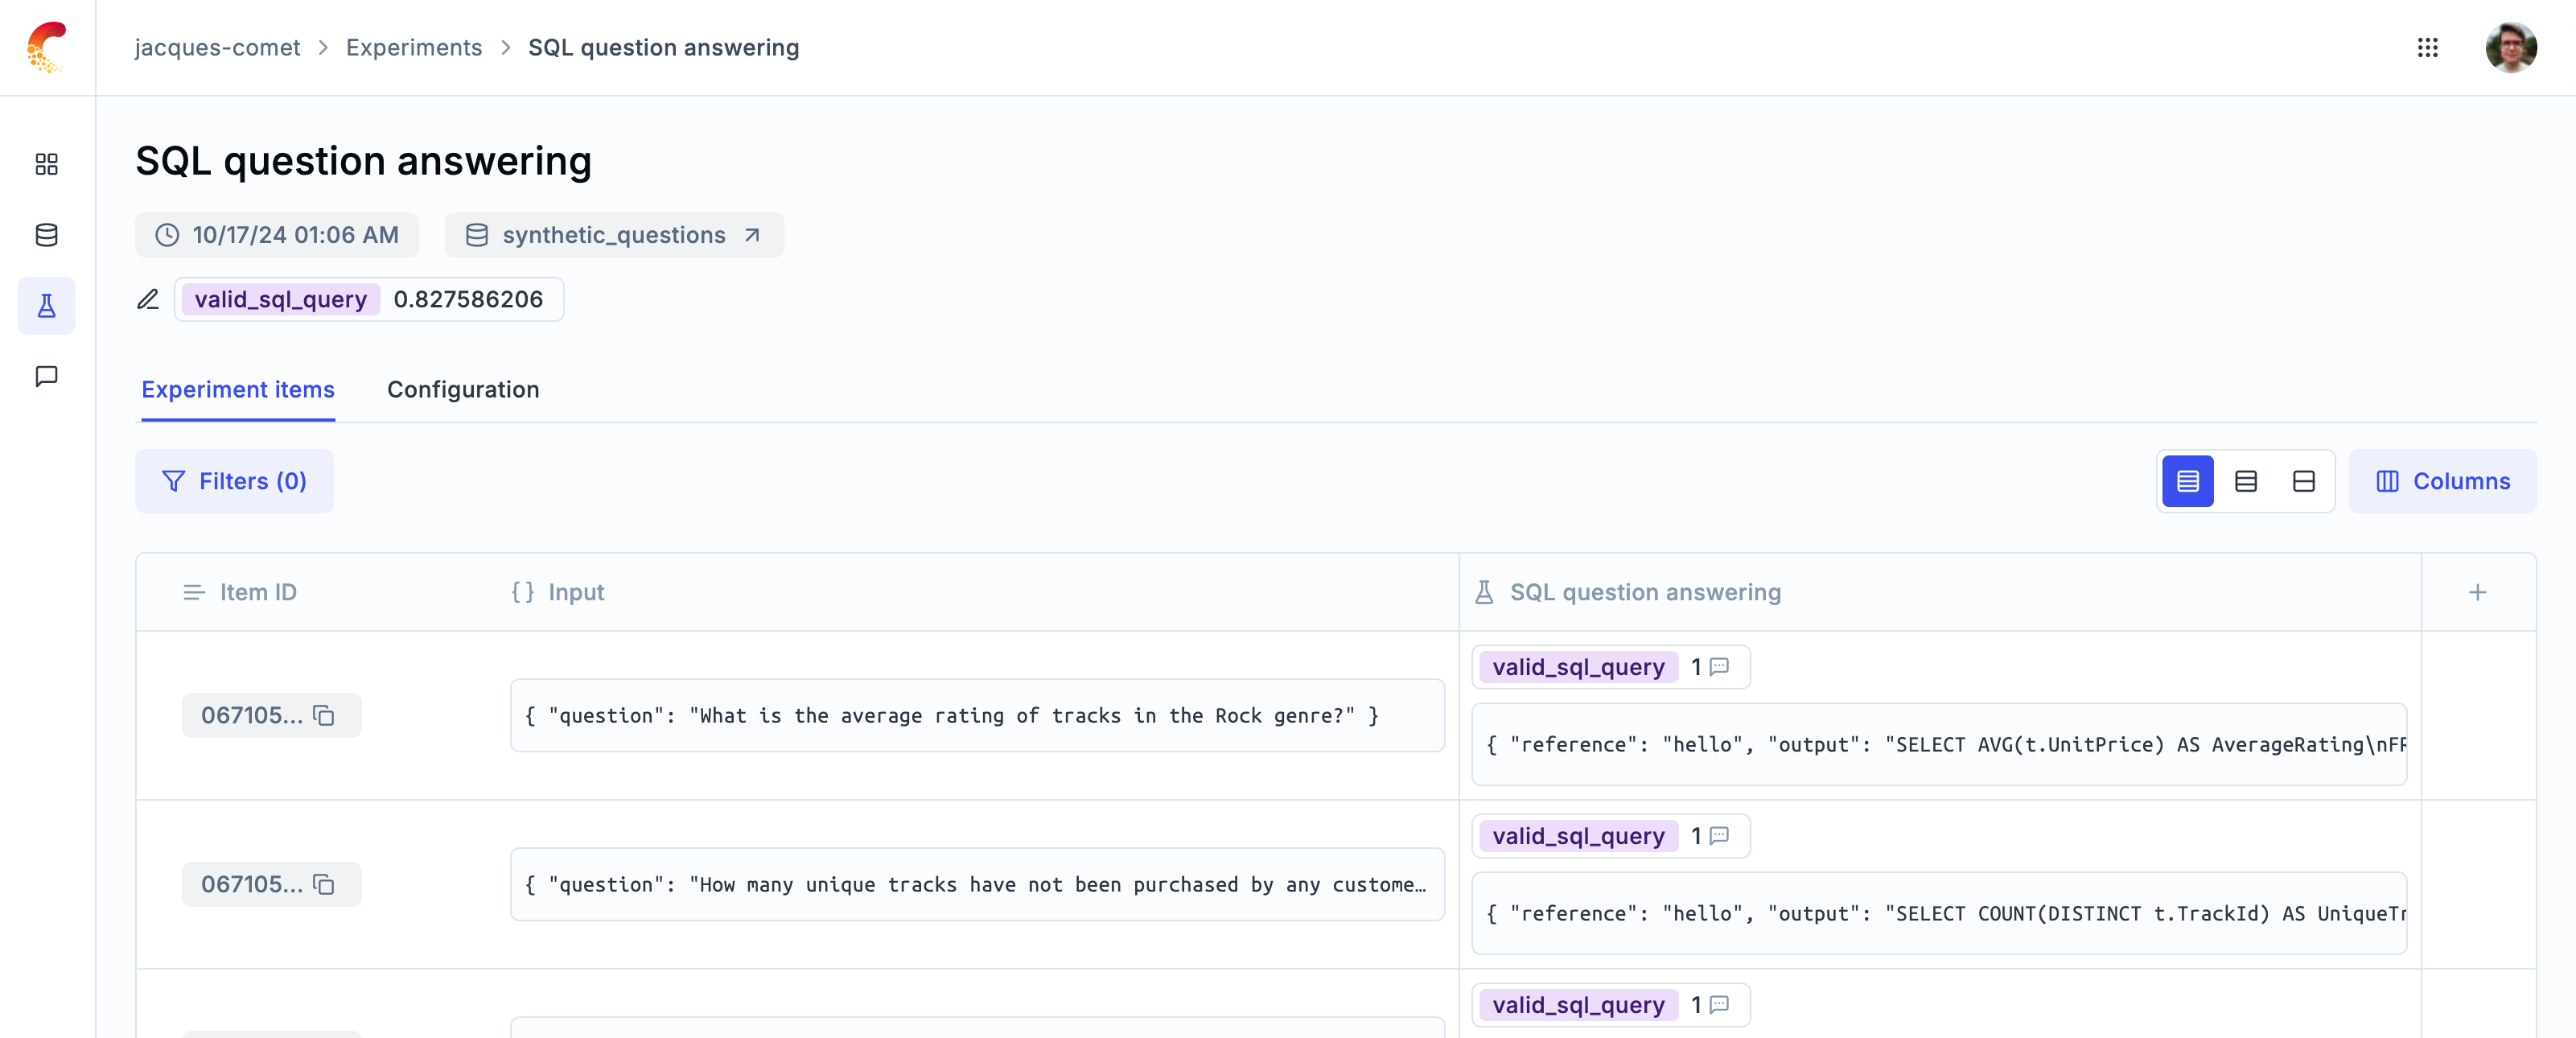 jacques-comet > Experiments > SQL question answering
SQL question answering
10/17/24 01:06 AM synthetic_questions
valid_sql_query 0.827586206
Experiment items Configuration
Filters (0) Columns
Item ID {} Input SQL question answering +
valid_sql_query 1
067105... { "question": "What is the average rating of tracks in the Rock genre?" }
{ "reference": "hello", "output": "SELECT AVG(t.UnitPrice) AS AverageRating\nFR
valid_sql_query 1
067105... { "question": "How many unique tracks have not been purchased by any custome…
{ "reference": "hello", "output": "SELECT COUNT(DISTINCT t.TrackId) AS UniqueTr
valid_sql_query 1